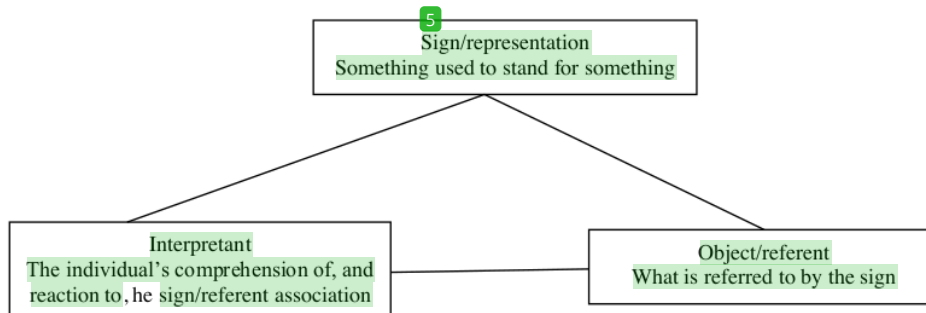 5
Sign/representation
Something used to stand for something
Interpretant
The individual's comprehension of, and
reaction to, he sign/referent association
Object/referent
What is referred to by the sign